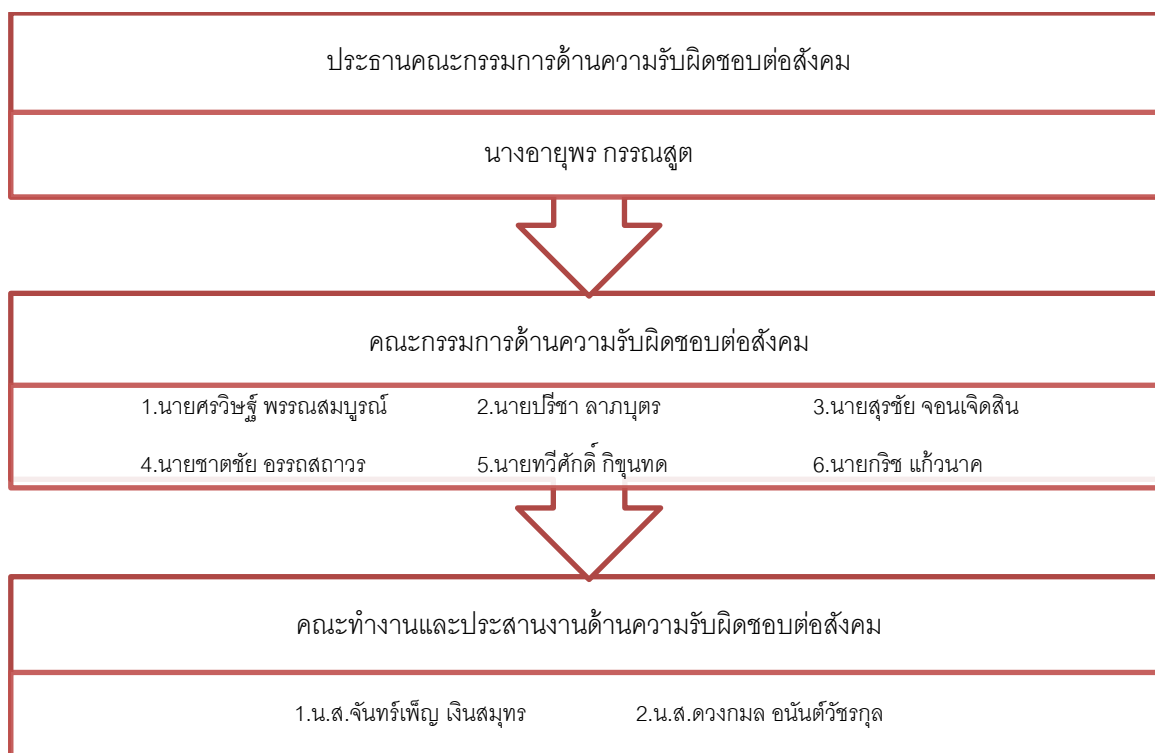 ประธานคณะกรรมการด้านความรับผิดชอบต่อสังคม
นางอายุพร กรรณสูต
คณะกรรมการด้านความรับผิดชอบต่อสังคม
1.นายศรวิษฐ์ พรรณสมบูรณ์ 2.นายปรีชา ลาภบุตร 3.นายสุรชัย จอนเจิดสิน
4.นายชาตชัย อรรถสถาวร 5.นายทวีศักดิ์ กิขุนทด 6.นายกริช แก้วนาค
คณะทำงานและประสานงานด้านความรับผิดชอบต่อสังคม
1.น.ส.จันทร์เพ็ญ เงินสมุทร 2.น.ส.ดวงกมล อนันต์วัชรกุล